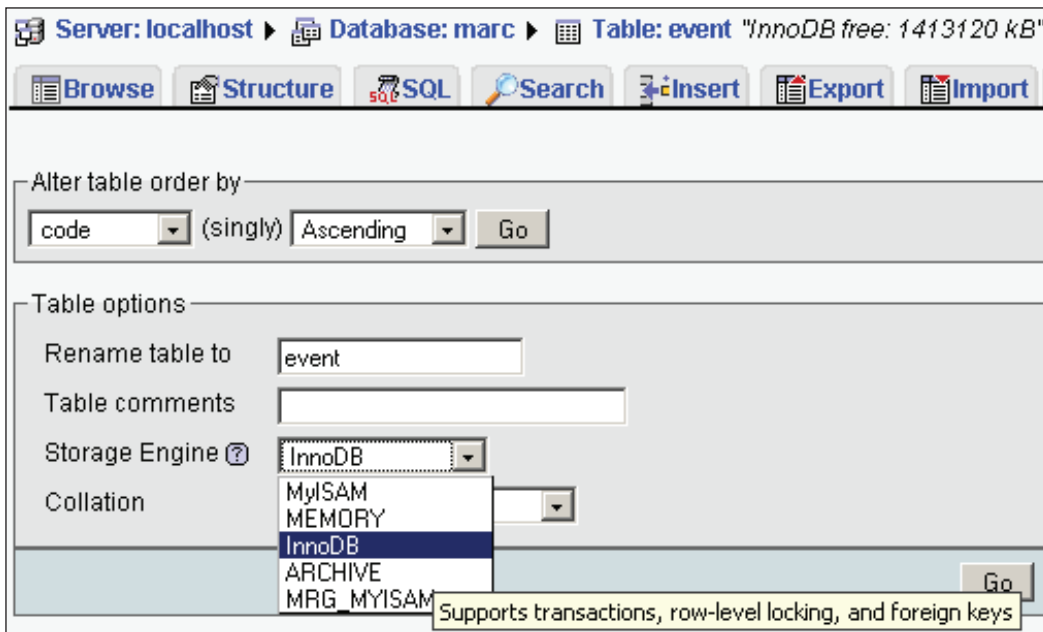 Server: localhost ▶ Database: marc ▶ Table: event "InnoDB free: 1413120 kB"
Browse Structure SQL Search Insert Export Import
Alter table order by
code (singly) Ascending Go
Table options
Rename table to event
Table comments
Storage Engine InnoDB
MyISAM
Collation
MEMORY
InnoDB
ARCHIVE
Go
MRG_MYISAM
Supports transactions, row-level locking, and foreign keys